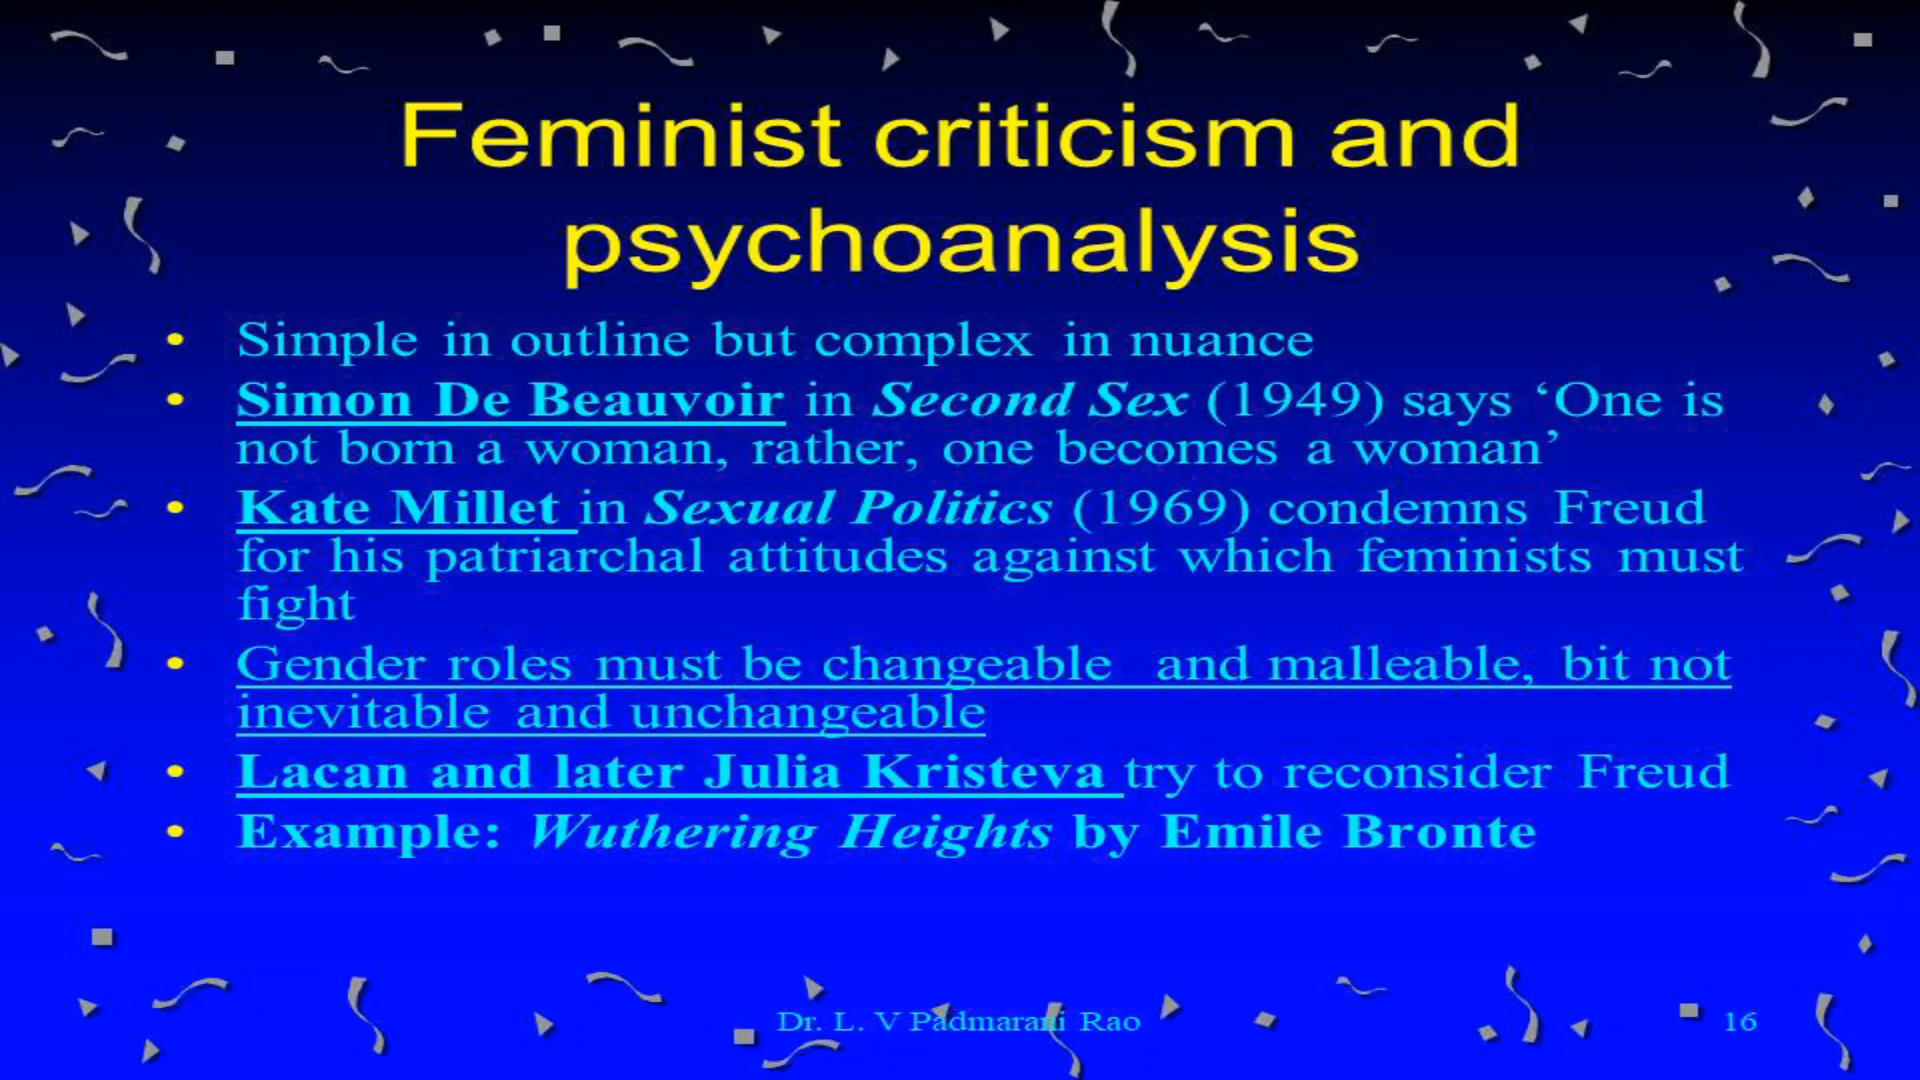 Feminist criticism and
psychoanalysis
• Simple in outline but complex in nuance
• Simon De Beauvoir in Second Sex (1949) says ‘One is
not born a woman, rather, one becomes a woman’
• Kate Millet in Sexual Politics (1969) condemns Freud
for his patriarchal attitudes against which feminists must
fight
• Gender roles must be changeable and malleable, bit not
inevitable and unchangeable
• Lacan and later Julia Kristeva try to reconsider Freud
• Example: Wuthering Heights by Emile Bronte
Dr. L. V Padmarani Rao
16